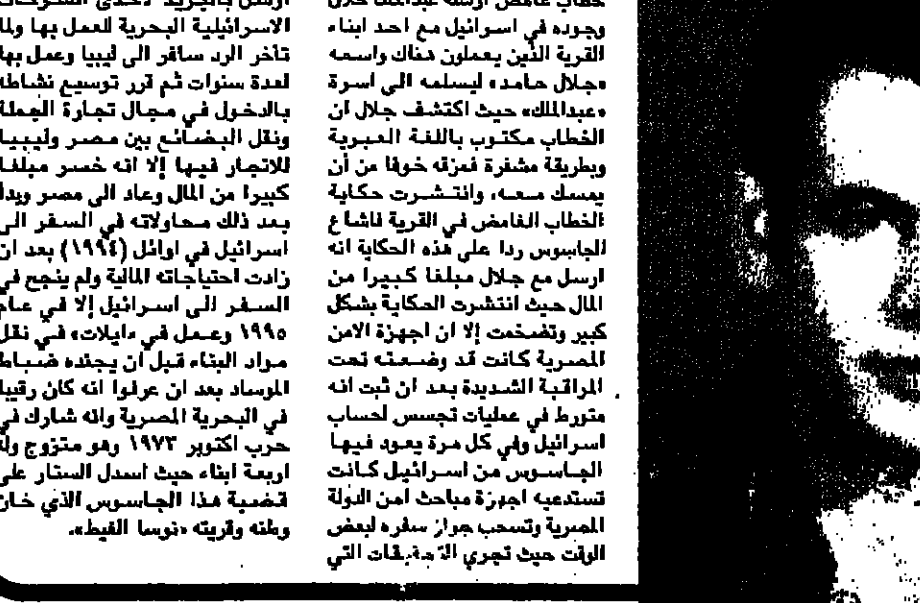 خطاب غامض ارسله عبدالملك خلال
وجوده في اسرائيل مع احد ابناء
القرية الذين يعملون هناك واسمه
«جلال حامد» ليسلمه الى اسرة
«عبدالملك» حيث اكتشف جلال ان
الخطاب مكتوب باللغة العبرية
وبطريقة مشفرة فمزقه خوفا من أن
يمسك معه، وانتشرت حكاية
الخطاب الغامض في القرية فاشاع
الجاسوس ردا على هذه الحكاية انه
ارسل مع جلال مبلغا كبيرا من
المال حيث انتشرت الحكاية بشكل
كبير وتضخمت إلا ان اجهزة الامن
المصرية كانت قد وضعته تحت
المراقبة الشديدة بعد ان ثبت انه
متورط في عمليات تجسس لحساب
اسرائيل وفي كل مرة يعود فيها
الجاسوس من اسرائيل كانت
تستدعيه اجهزة مباحث امن الدولة
المصرية وتسحب جواز سفره لبعض
الوقت حيث تجري التحقيقات التي
ارسل بالبريد لاحدى الشركات
الاسرائيلية البحرية للعمل بها ولما
تأخر الرد سافر الى ليبيا وعمل بها
لعدة سنوات ثم قرر توسيع نشاطه
بالدخول في مجال تجارة الجملة
ونقل البضائع بين مصر وليبيا
للاتجار فيها إلا انه خسر مبلغا
كبيرا من المال وعاد الى مصر وبدأ
بعد ذلك محاولاته في السفر الى
اسرائيل في اوائل (١٩٩٤) بعد ان
زادت احتياجاته المالية ولم ينجح في
السفر الى اسرائيل إلا في عام
١٩٩٥ وعمل في «ايلات» في نقل
مواد البناء قبل ان يجنده ضباط
الموساد بعد ان عرفوا انه كان رقيبا
في البحرية المصرية وانه شارك في
حرب اكتوبر ١٩٧٣ وهو متزوج وله
اربعة ابناء حيث اسدل الستار على
قضية هذا الجاسوس الذي خان
وطنه وقريته «نوسا الغيط».